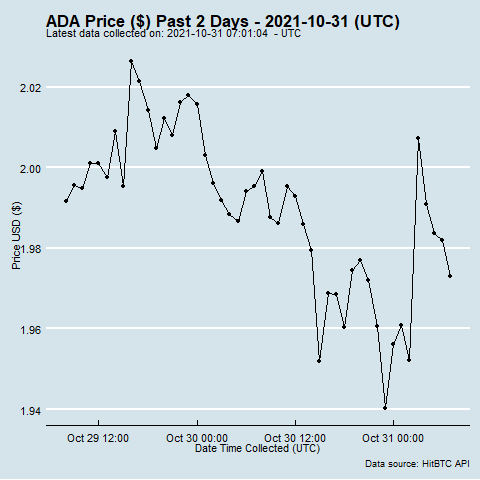 ADA Price ($) Past 2 Days - 2021-10-31 (UTC)
Latest data collected on: 2021-10-31 07:01:04 - UTC
2.02
2.00
1.98
1.96
1.94
Price USD ($)
Oct 29 12:00 Oct 30 00:00 Oct 30 12:00 Oct 31 00:00
Date Time Collected (UTC)
Data source: HitBTC API